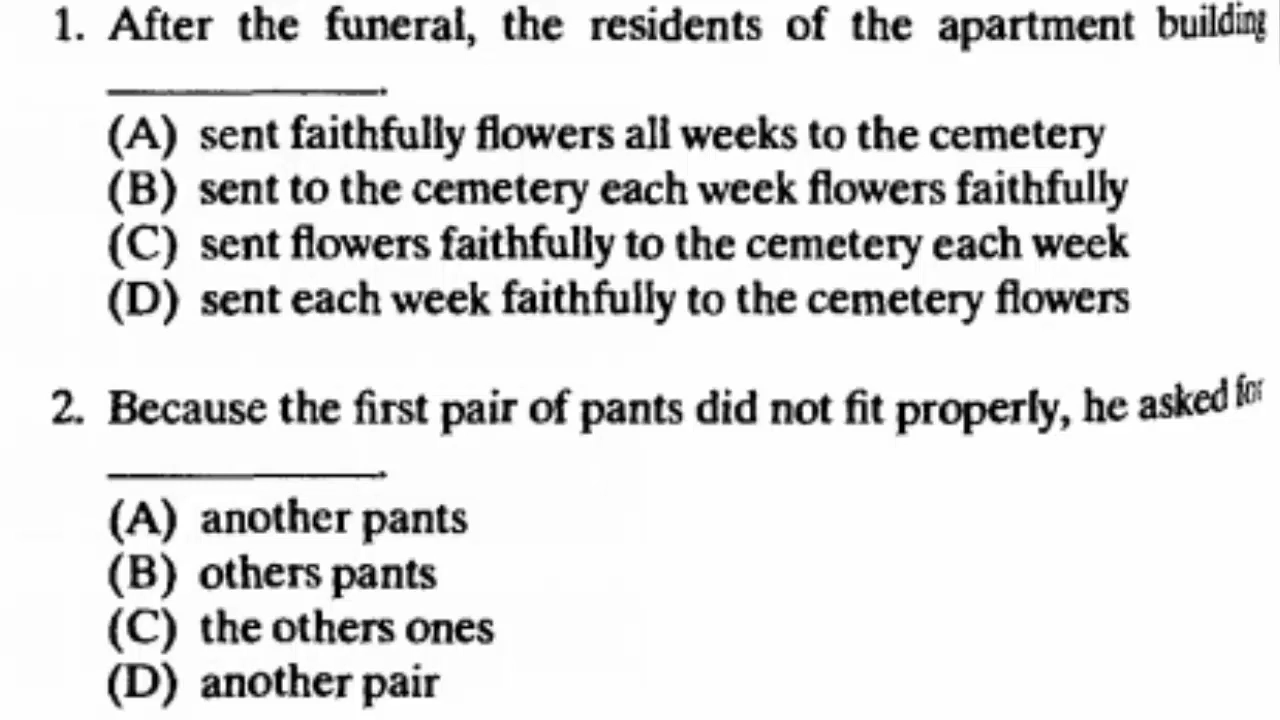 1. After the funeral, the residents of the apartment building
____________.
(A) sent faithfully flowers all weeks to the cemetery
(B) sent to the cemetery each week flowers faithfully
(C) sent flowers faithfully to the cemetery each week
(D) sent each week faithfully to the cemetery flowers
2. Because the first pair of pants did not fit properly, he asked for
____________.
(A) another pants
(B) others pants
(C) the others ones
(D) another pair